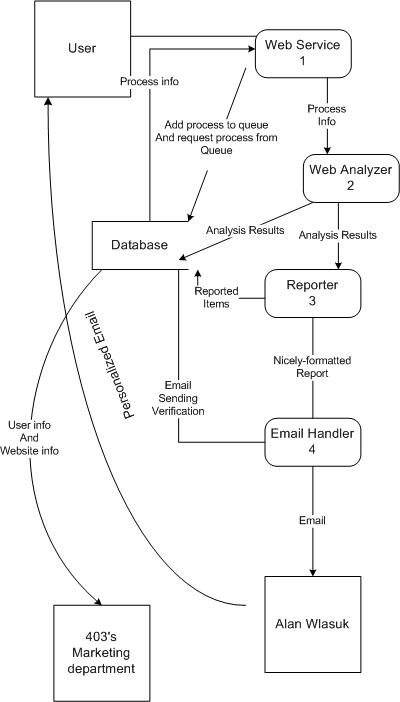 User
Web Service
1
Process info
Process
Info
Add process to queue
And request process from
Queue
Web Analyzer
2
Analysis Results
Analysis Results
Database
Reporter
3
Reported
Items
Personalized Email
Nicely-formatted
Report
Email
Sending
Verification
User info
And
Website info
Email Handler
4
Email
403's
Marketing
department
Alan Wlasuk